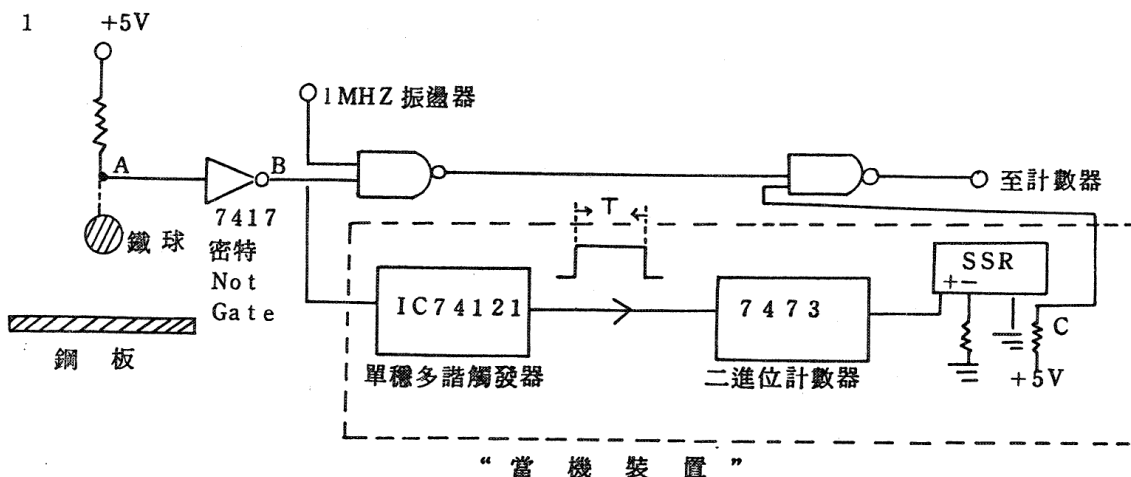 1
+5V
1MHZ 振盪器
A
B
至計數器
7417
密特
Not
Gate
鐵球
T
SSR
+-
IC74121
7473
C
鋼 板
單穩多諧觸發器
二進位計數器
+5V
“當 機 裝 置”